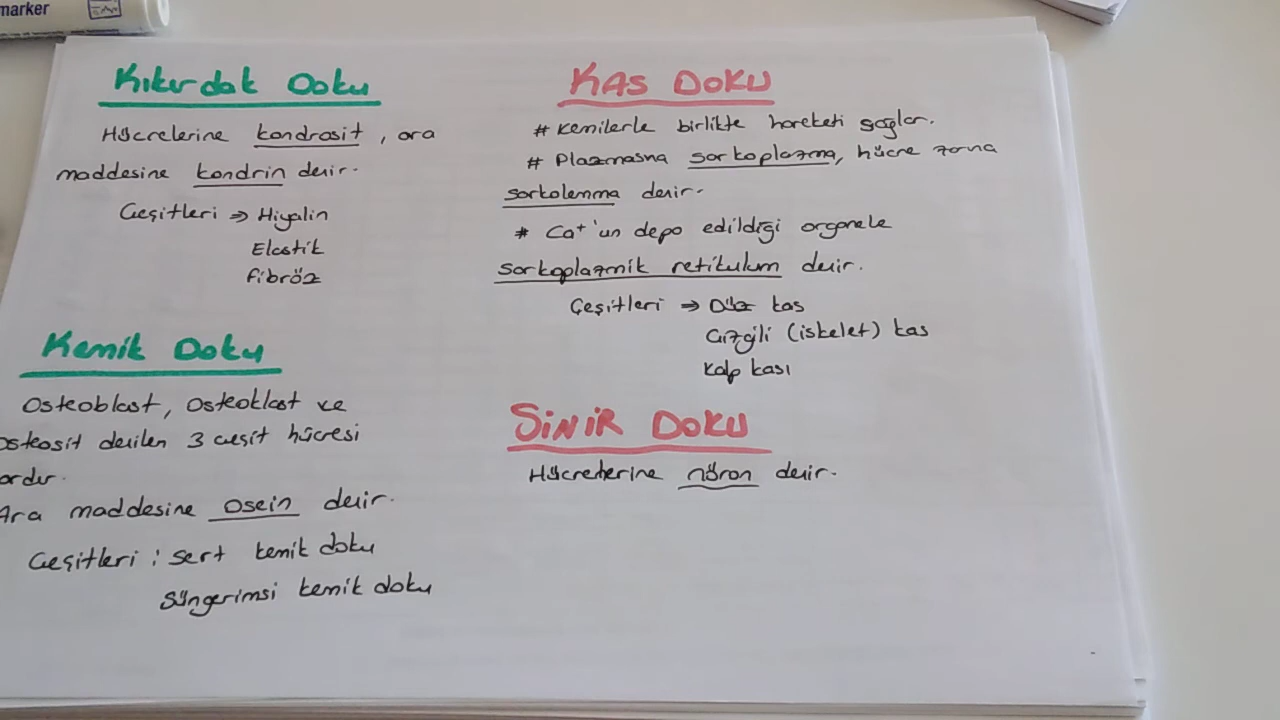 marker
Kıkırdak Doku
Hücrelerine kondrosit, ara
maddesine kondrin denir.
Çeşitleri ⇒ Hiyalin
Elastik
fibröz
Kemik Doku
Osteoblast, Osteoklast ve
osteosit denilen 3 çeşit hücresi
ardır.
Ara maddesine osein denir.
Çeşitleri : sert kemik doku
Süngerimsi kemik doku
KAS DOKU
# Kemilerle birlikte hareketi sağlar.
# Plazmasına sarkoplazma, hücre zarına
sarkolemma denir.
* Ca⁺'un depo edildiği organele
sarkoplazmik retikulum denir.
Çeşitleri ⇒ Düz kas
Çizgili (iskelet) kas
Kalp kası
SiNiR DOKU
Hücrelerine nöron denir.